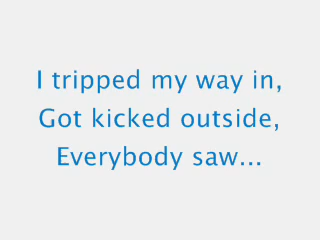 I tripped my way in,
Got kicked outside,
Everybody saw...